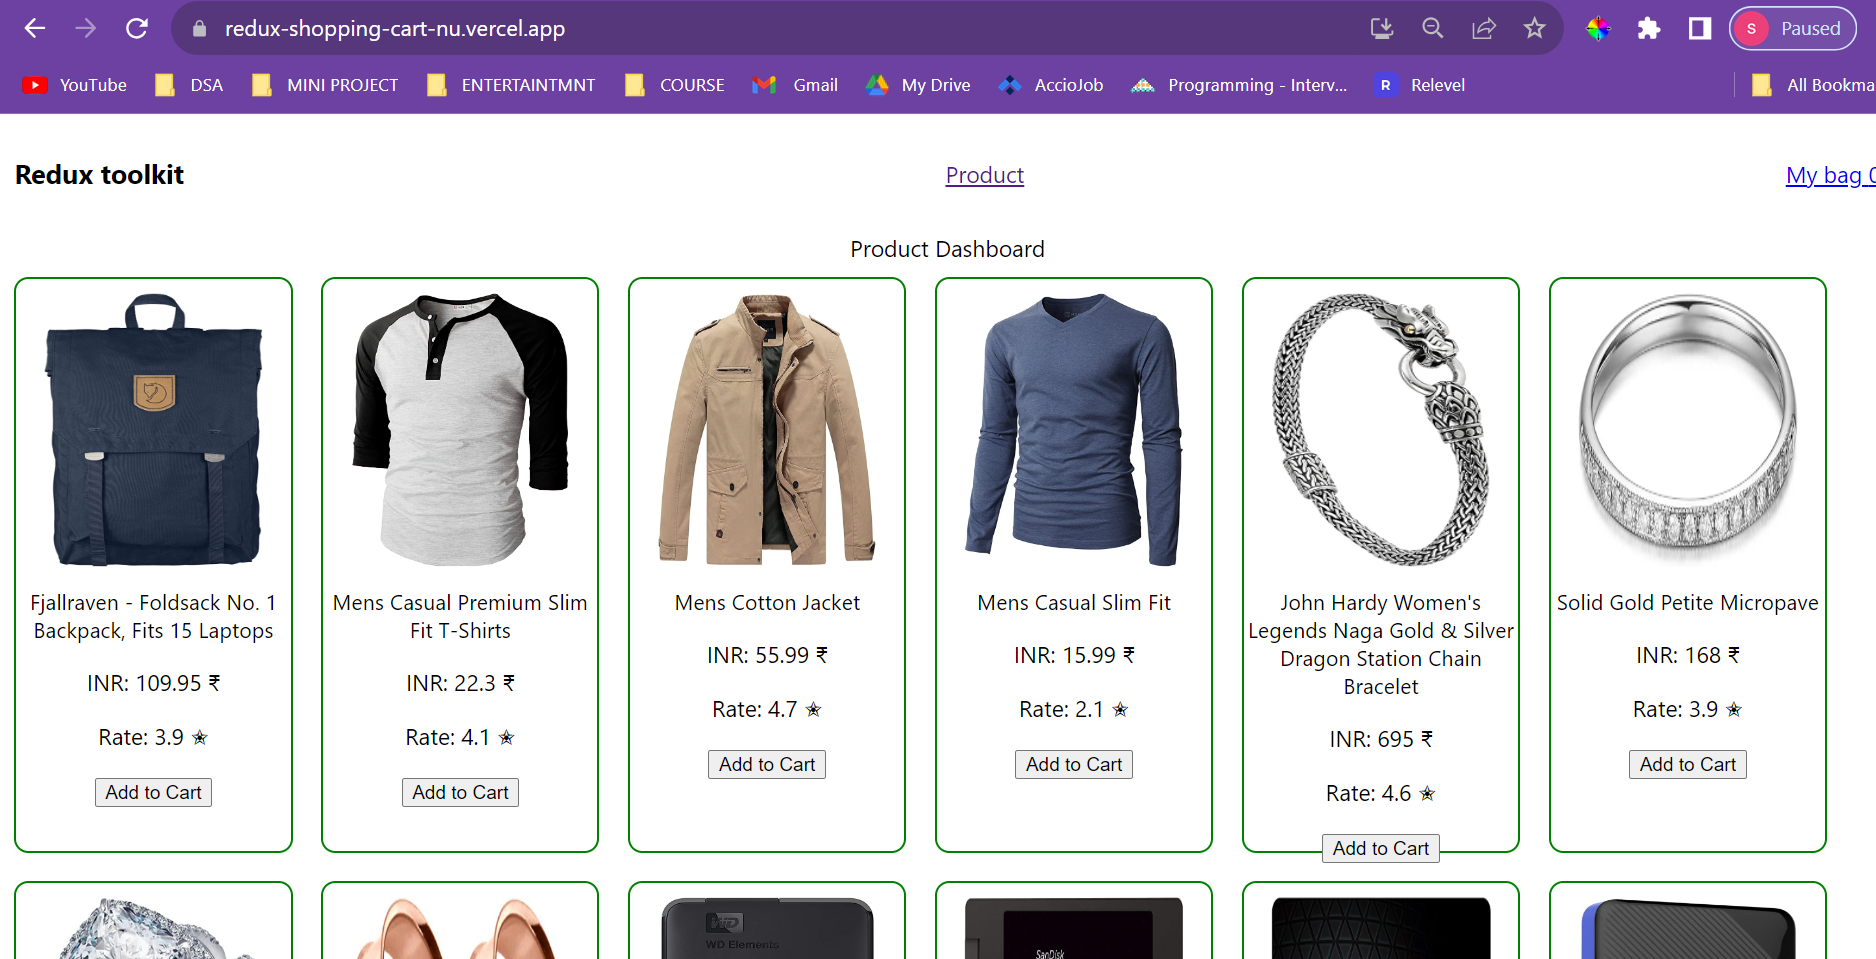 redux-shopping-cart-nu.vercel.app
S Paused
YouTube DSA MINI PROJECT ENTERTAINTMNT COURSE Gmail My Drive AccioJob Programming - Interv... R Relevel All Bookma
Redux toolkit Product My bag 0
Product Dashboard
Fjallraven - Foldsack No. 1
Backpack, Fits 15 Laptops
INR: 109.95 ₹
Rate: 3.9 ✭
Add to Cart
Mens Casual Premium Slim
Fit T-Shirts
INR: 22.3 ₹
Rate: 4.1 ✭
Add to Cart
Mens Cotton Jacket
INR: 55.99 ₹
Rate: 4.7 ✭
Add to Cart
Mens Casual Slim Fit
INR: 15.99 ₹
Rate: 2.1 ✭
Add to Cart
John Hardy Women's
Legends Naga Gold & Silver
Dragon Station Chain
Bracelet
INR: 695 ₹
Rate: 4.6 ✭
Add to Cart
Solid Gold Petite Micropave
INR: 168 ₹
Rate: 3.9 ✭
Add to Cart
WD
WD Elements
SanDisk